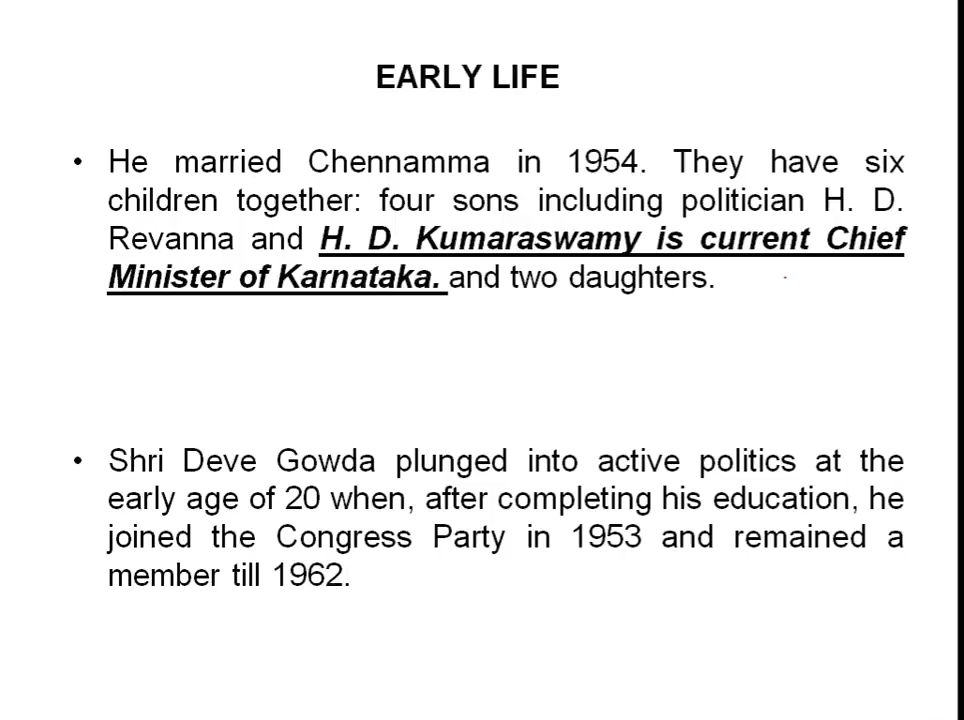 EARLY LIFE
• He married Chennamma in 1954. They have six
children together: four sons including politician H. D.
Revanna and H. D. Kumaraswamy is current Chief
Minister of Karnataka. and two daughters.
• Shri Deve Gowda plunged into active politics at the
early age of 20 when, after completing his education, he
joined the Congress Party in 1953 and remained a
member till 1962.